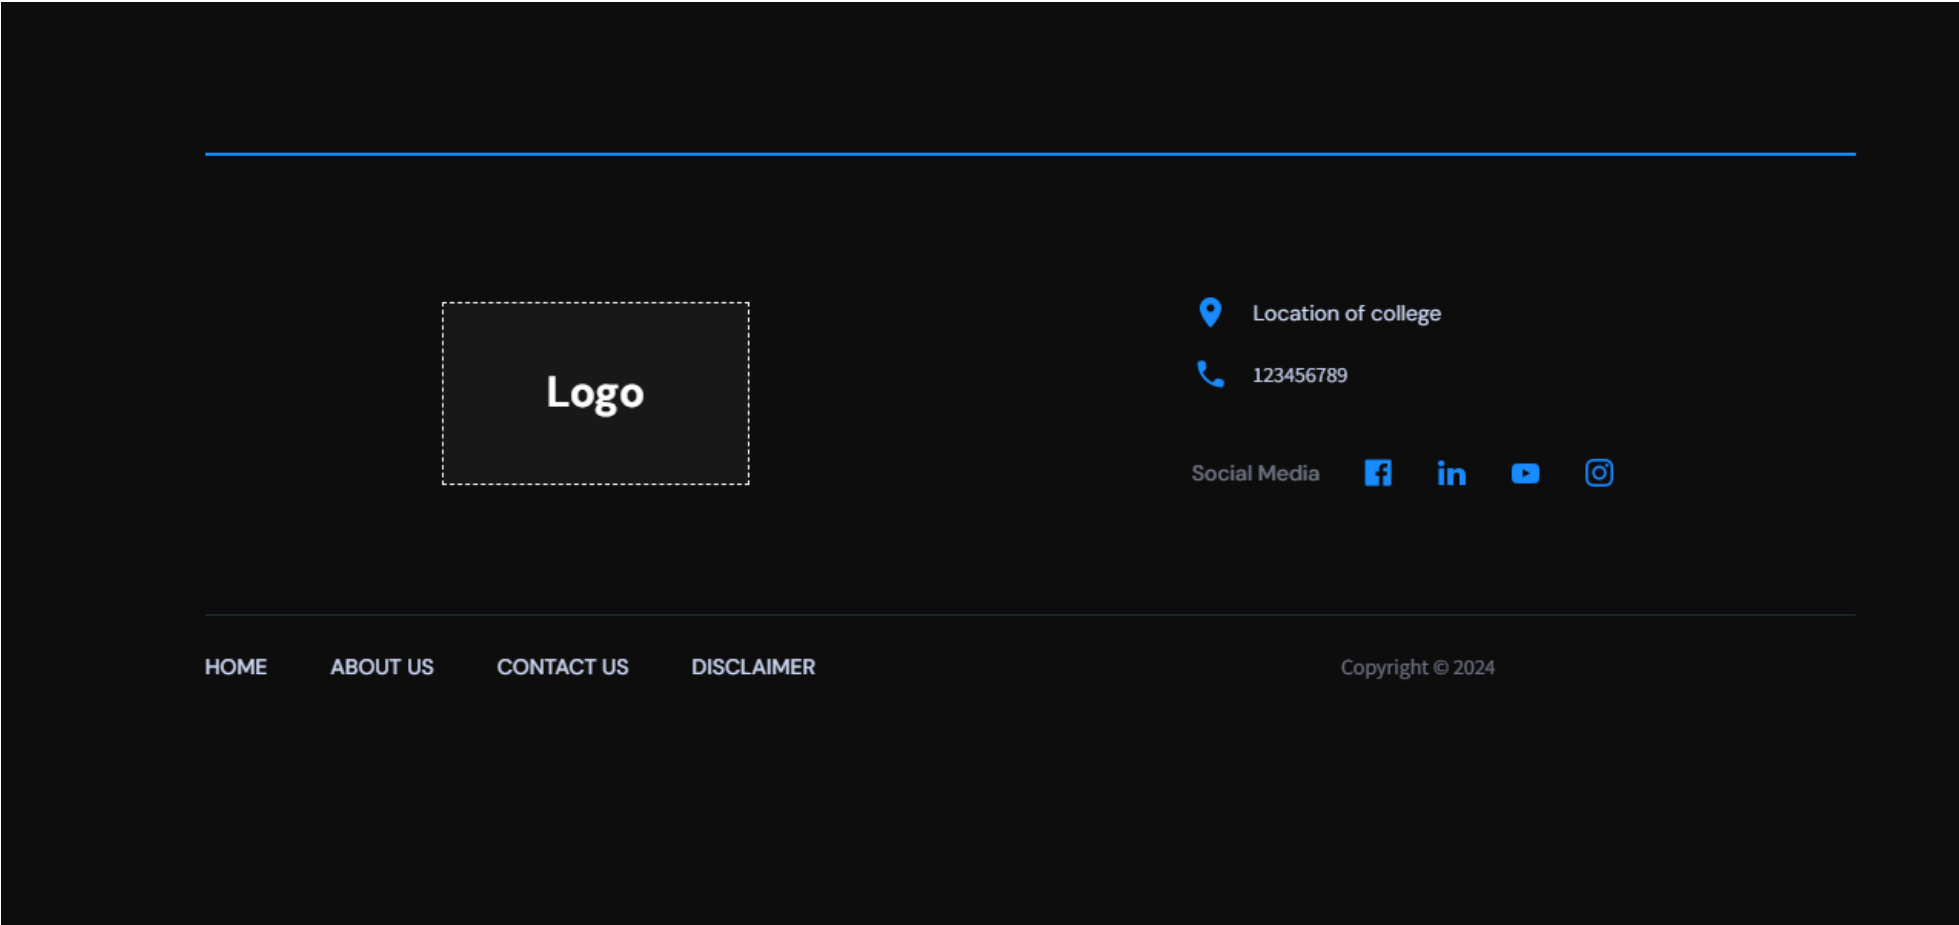 Logo
Location of college
123456789
Social Media
HOME ABOUT US CONTACT US DISCLAIMER
Copyright © 2024